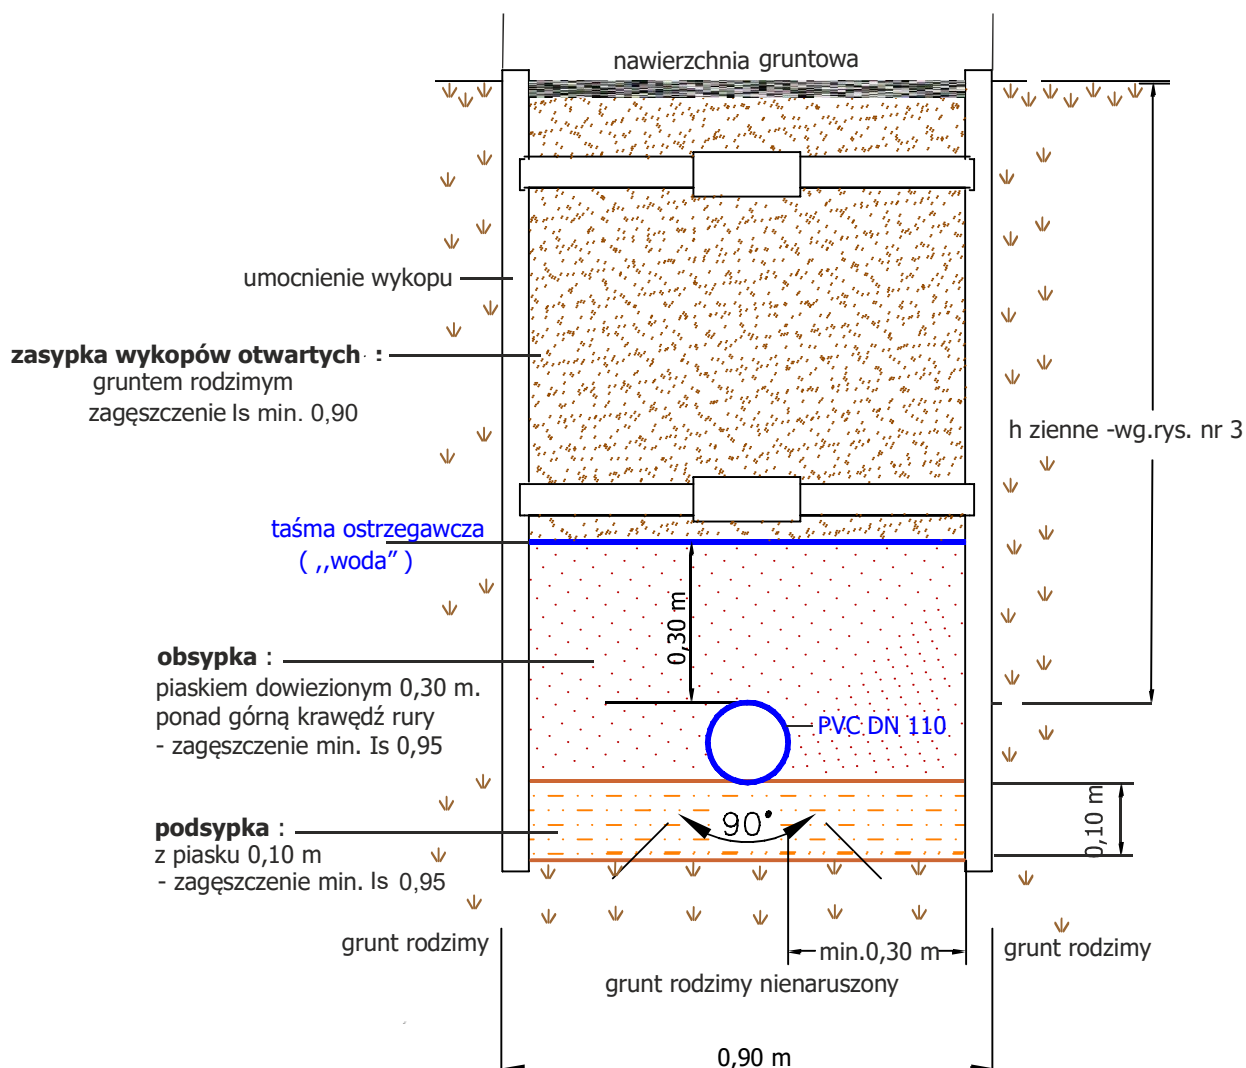 nawierzchnia gruntowa
umocnienie wykopu
zasypka wykopów otwartych :
gruntem rodzimym
zagęszczenie Is min. 0,90
h zienne -wg.rys. nr 3
taśma ostrzegawcza
( ,,woda" )
0,30 m
obsypka :
piaskiem dowiezionym 0,30 m.
ponad górną krawędź rury
- zagęszczenie min. Is 0,95
PVC DN 110
podsypka :
z piasku 0,10 m
- zagęszczenie min. Is 0,95
90°
0,10 m
grunt rodzimy
min.0,30 m
grunt rodzimy
grunt rodzimy nienaruszony
0,90 m